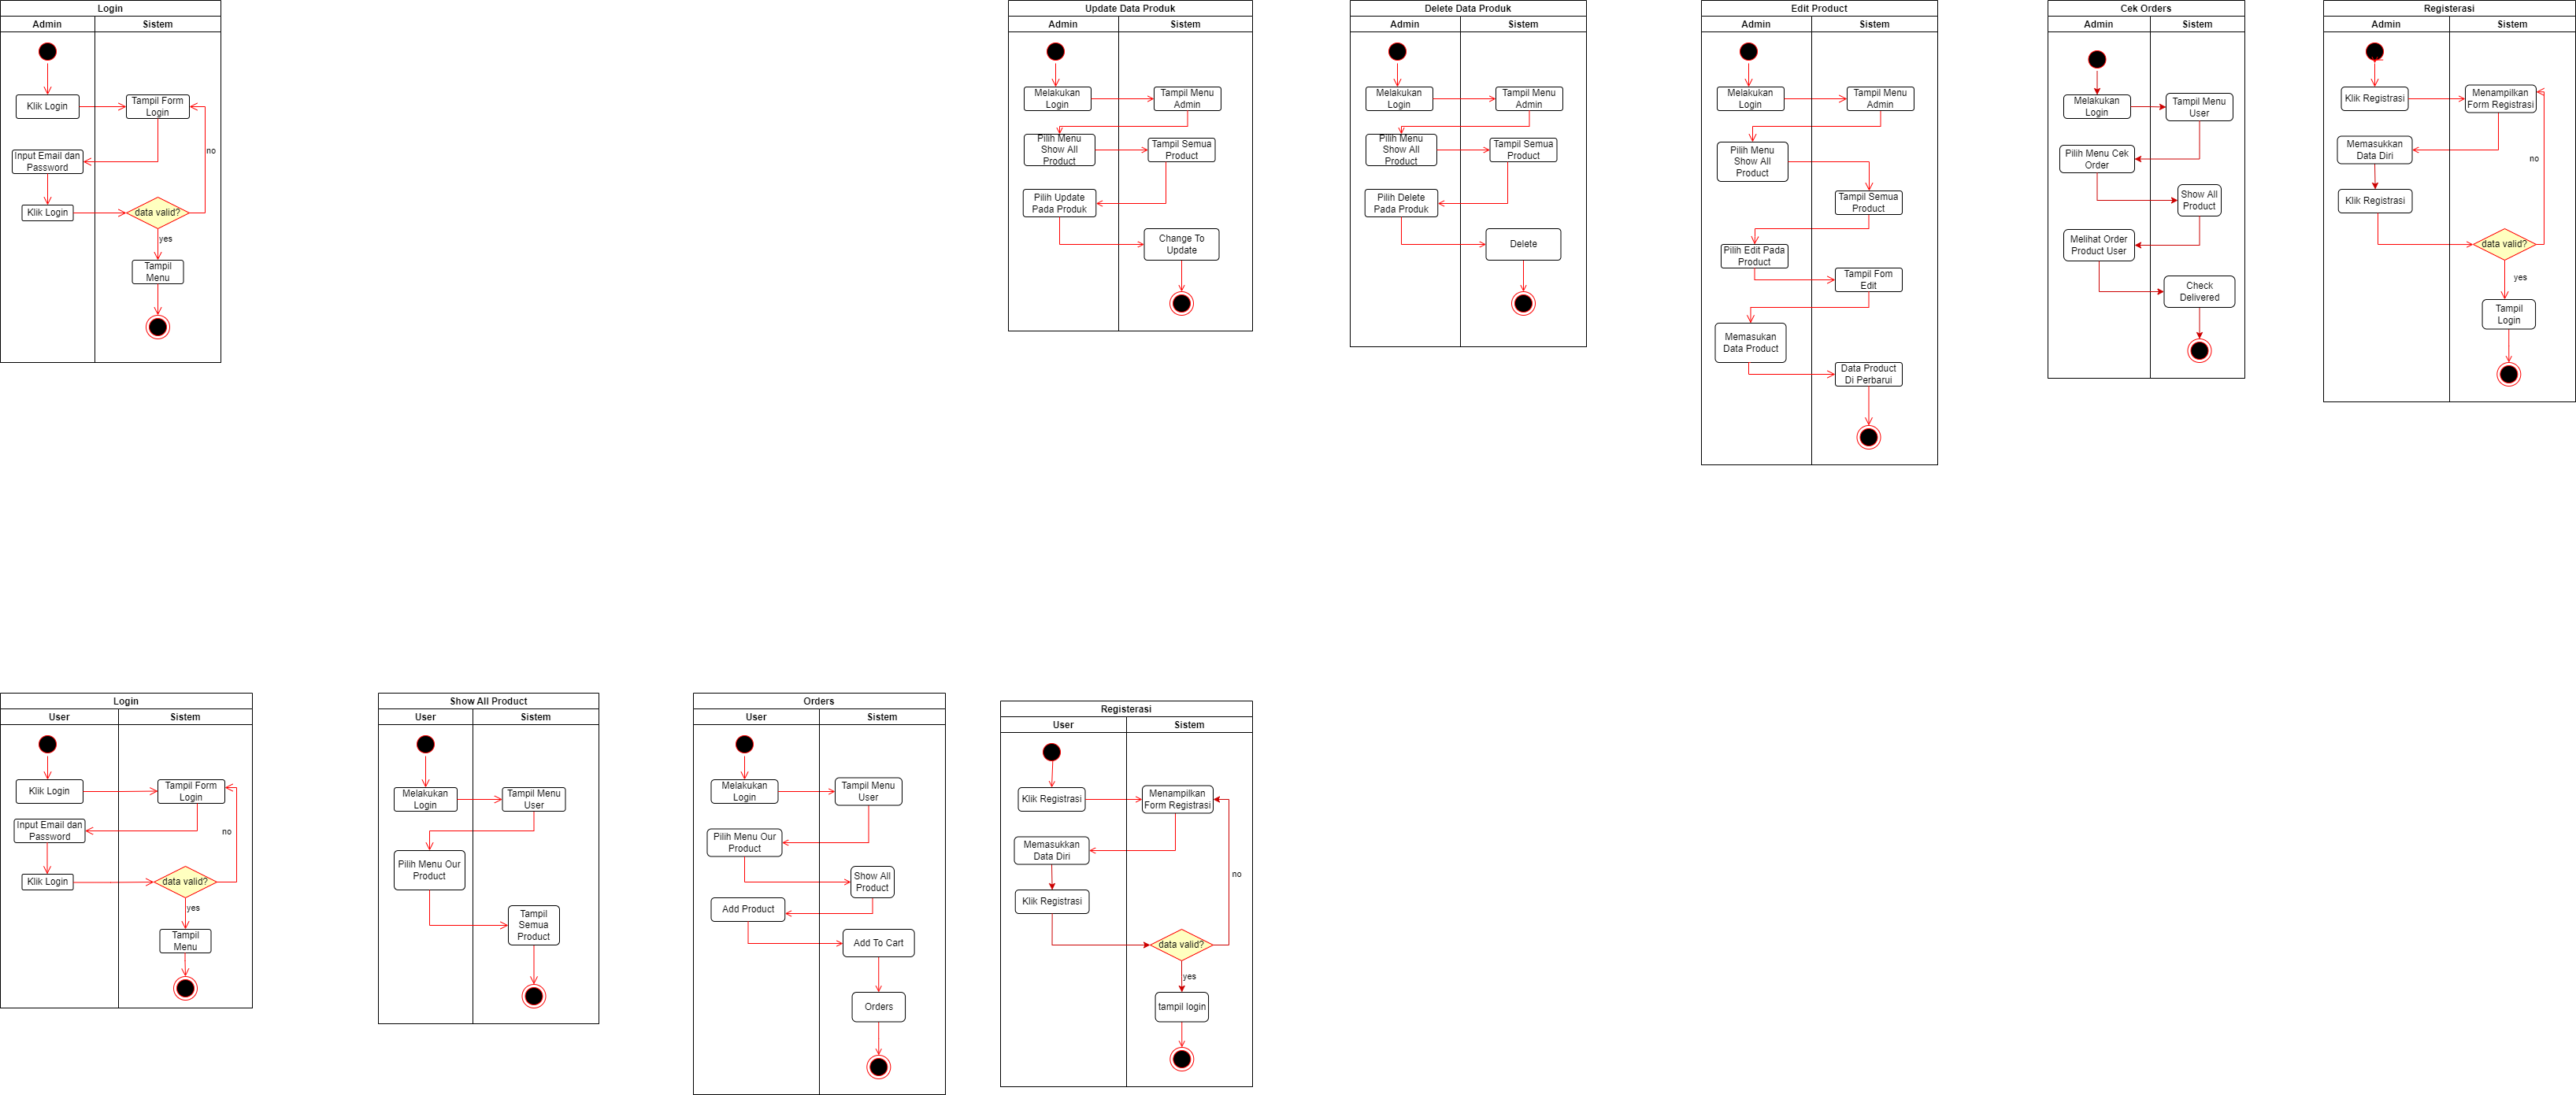 Login
Admin
Sistem
Klik Login
Tampil Form
Login
Input Email dan
Password
no
Klik Login
data valid?
yes
Tampil
Menu
Update Data Produk
Admin
Sistem
Melakukan
Login
Tampil Menu
Admin
Pilih Menu
Show All
Product
Tampil Semua
Product
Pilih Update
Pada Produk
Change To
Update
Delete Data Produk
Admin
Sistem
Melakukan
Login
Tampil Menu
Admin
Pilih Menu
Show All
Product
Tampil Semua
Product
Pilih Delete
Pada Produk
Delete
Edit Product
Admin
Sistem
Melakukan
Login
Tampil Menu
Admin
Pilih Menu
Show All
Product
Tampil Semua
Product
Pilih Edit Pada
Product
Tampil Fom
Edit
Memasukan
Data Product
Data Product
Di Perbarui
Cek Orders
Admin
Sistem
Melakukan
Login
Tampil Menu
User
Pilih Menu Cek
Order
Show All
Product
Melihat Order
Product User
Check
Delivered
Registerasi
Admin
Sistem
Klik Registrasi
Menampilkan
Form Registrasi
Memasukkan
Data Diri
no
Klik Registrasi
data valid?
yes
Tampil
Login
Login
User
Sistem
Klik Login
Tampil Form
Login
Input Email dan
Password
no
Klik Login
data valid?
yes
Tampil
Menu
Show All Product
User
Sistem
Melakukan
Login
Tampil Menu
User
Pilih Menu Our
Product
Tampil
Semua
Product
Orders
User
Sistem
Melakukan
Login
Tampil Menu
User
Pilih Menu Our
Product
Show All
Product
Add Product
Add To Cart
Orders
Registerasi
User
Sistem
Klik Registrasi
Menampilkan
Form Registrasi
Memasukkan
Data Diri
no
Klik Registrasi
data valid?
yes
tampil login